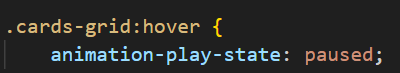 .cards-grid:hover {
    animation-play-state: paused;